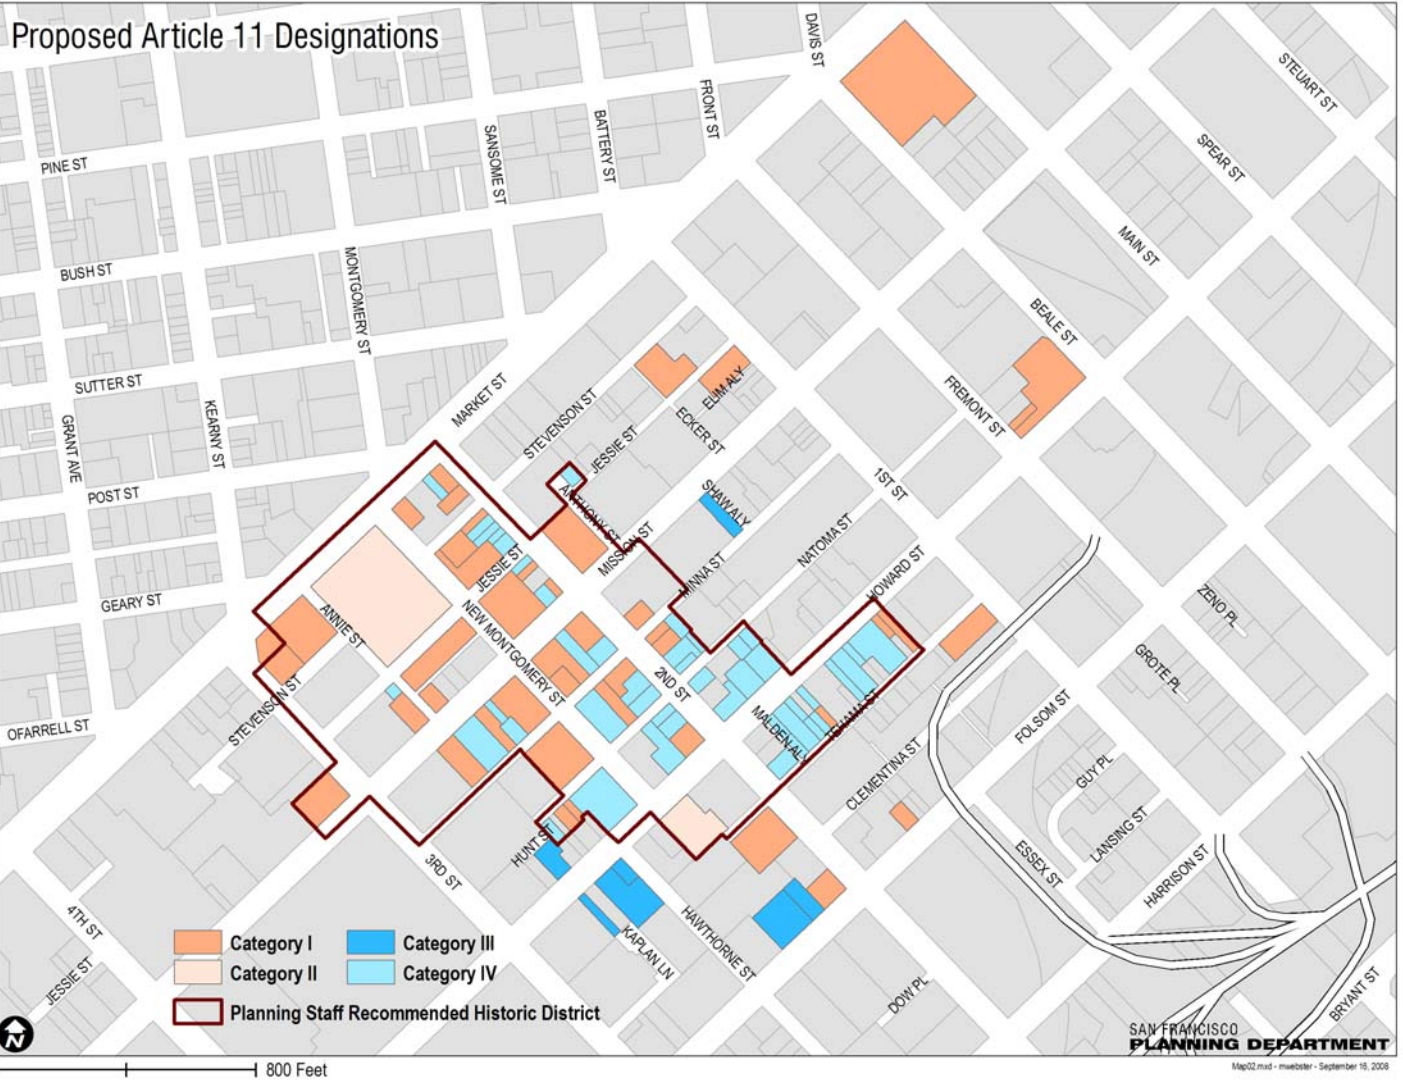 Proposed Article 11 Designations
DAVIS ST
STEUART ST
FRONT ST
BATTERY ST
SANSOME ST
PINE ST
SPEAR ST
MAIN ST
BUSH ST
MONTGOMERY ST
BEALE ST
SUTTER ST
MARKET ST
ELIM ALY
FREMONT ST
GRANT AVE
KEARNY ST
STEVENSON ST
JESSIE ST
ECKER ST
POST ST
1ST ST
SHAW ALY
ANTHONY ST
MISSION ST
NATOMA ST
MINNA ST
HOWARD ST
JESSIE ST
GEARY ST
ANNIE ST
NEW MONTGOMERY ST
ZENO PL
GROTE PL
2ND ST
STEVENSON ST
OFARRELL ST
MALDEN ALY
TEHAMA ST
FOLSOM ST
CLEMENTINA ST
GUY PL
LANSING ST
HUNT ST
3RD ST
ESSEX ST
HARRISON ST
4TH ST
JESSIE ST
KAPLAN LN
HAWTHORNE ST
DOW PL
BRYANT ST
Category I
Category III
Category II
Category IV
Planning Staff Recommended Historic District
N
SAN FRANCISCO
PLANNING DEPARTMENT
800 Feet
Map02.mxd - mwebster - September 16, 2008